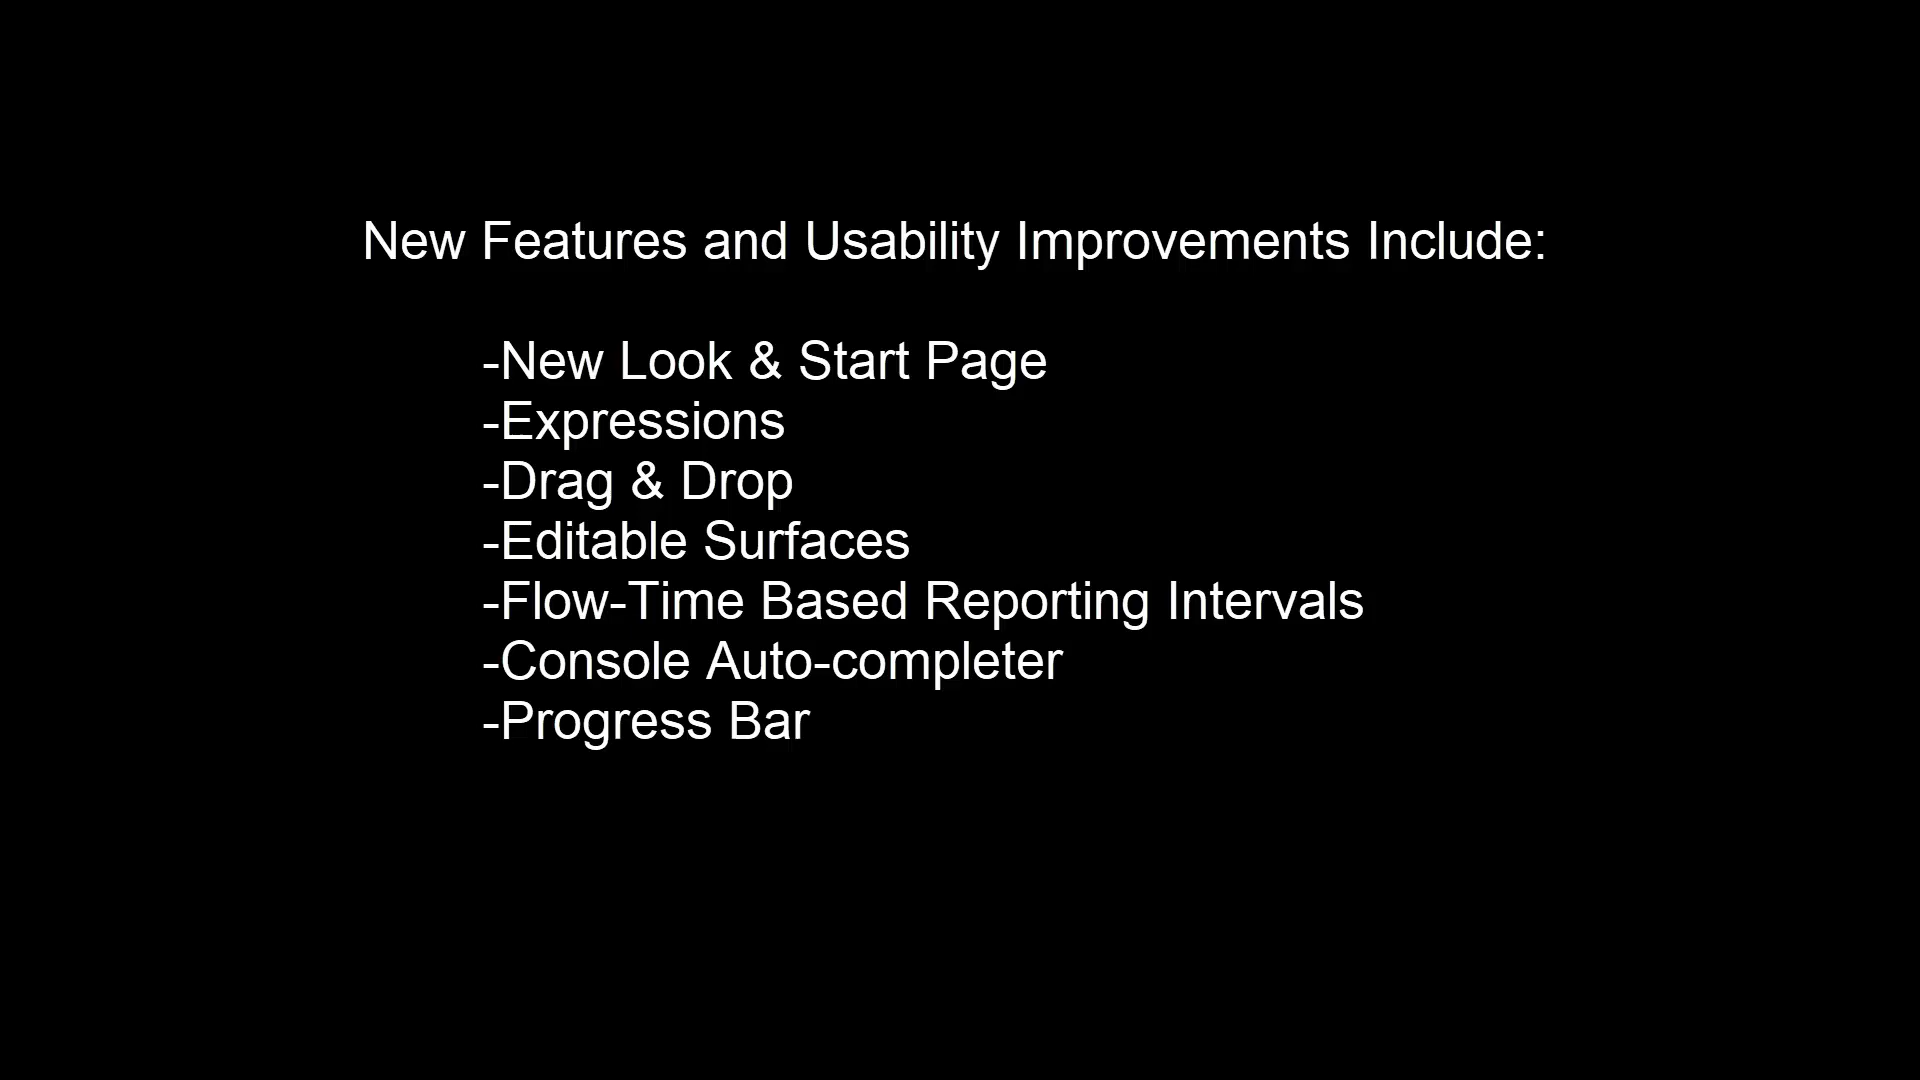 New Features and Usability Improvements Include:
-New Look & Start Page
-Expressions
-Drag & Drop
-Editable Surfaces
-Flow-Time Based Reporting Intervals
-Console Auto-completer
-Progress Bar